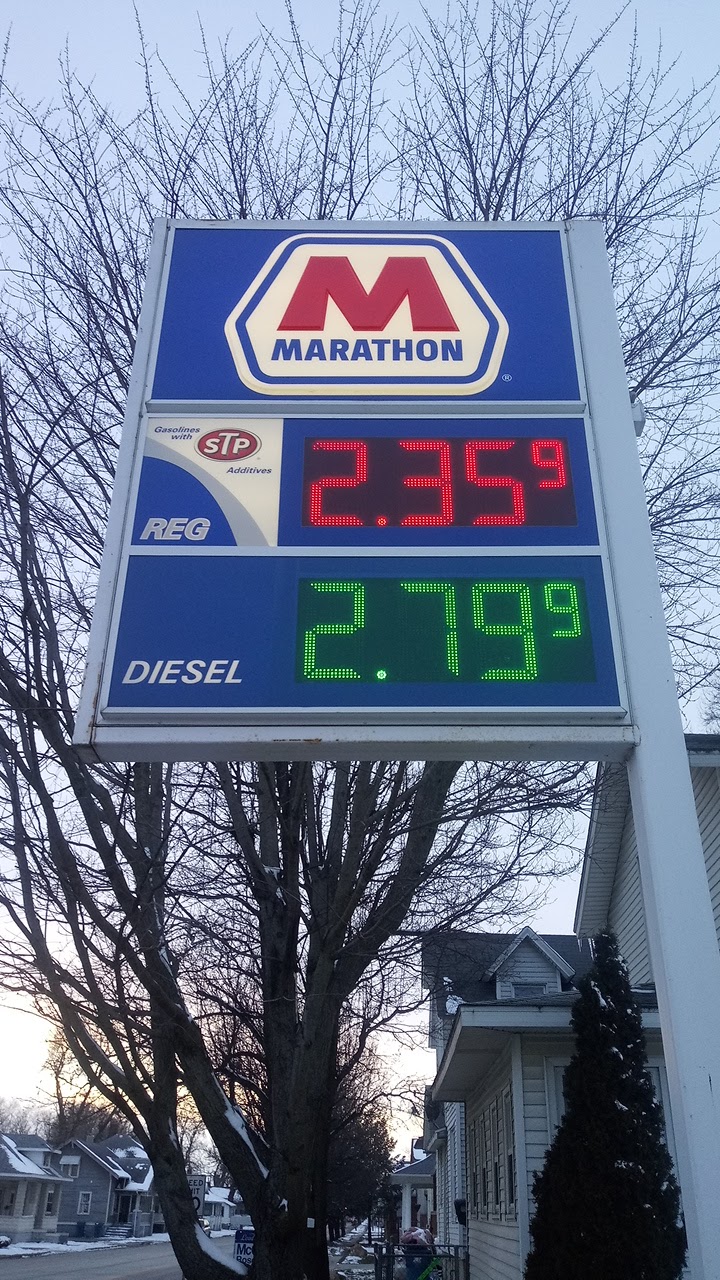 M
MARATHON
®
Gasolines
with
STP
Additives
REG
2.35 9
DIESEL
2.79 9